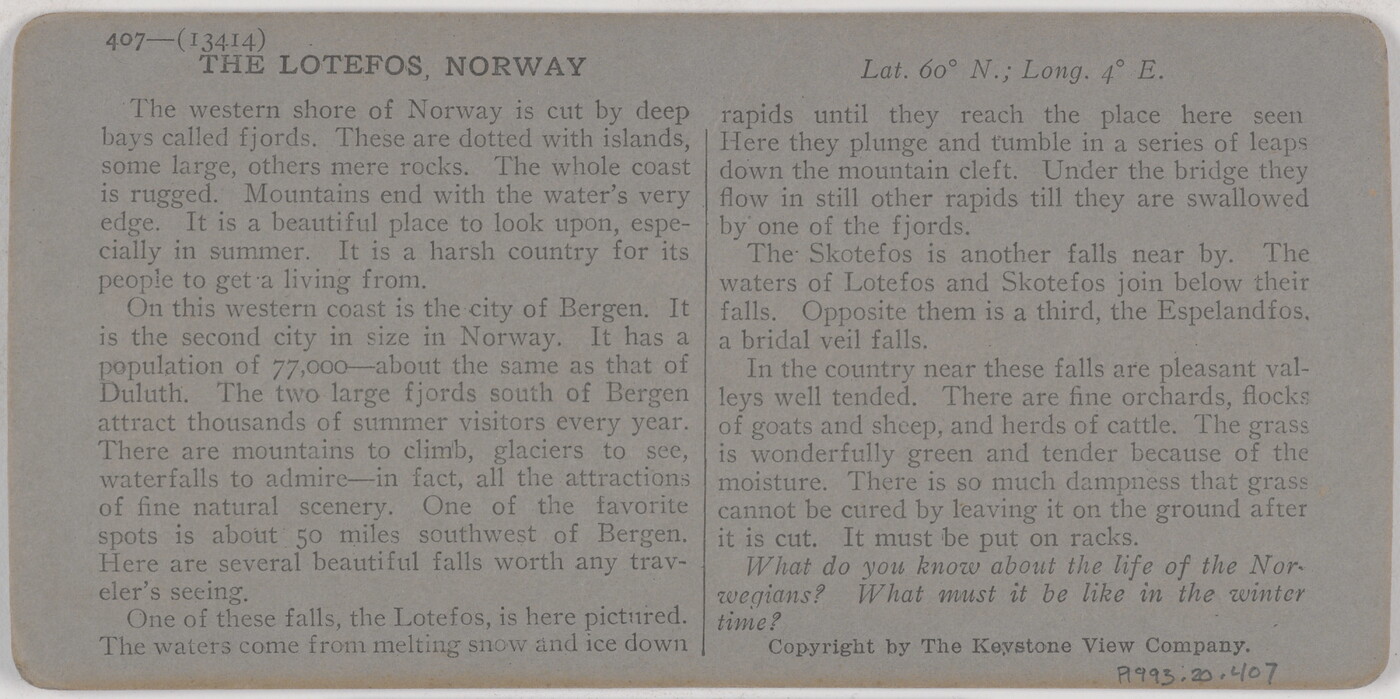 407—(13414)
THE LOTEFOS, NORWAY
The western shore of Norway is cut by deep
bays called fjords. These are dotted with islands,
some large, others mere rocks. The whole coast
is rugged. Mountains end with the water's very
edge. It is a beautiful place to look upon, espe-
cially in summer. It is a harsh country for its
people to get a living from.
On this western coast is the city of Bergen. It
is the second city in size in Norway. It has a
population of 77,000—about the same as that of
Duluth. The two large fjords south of Bergen
attract thousands of summer visitors every year.
There are mountains to climb, glaciers to see,
waterfalls to admire—in fact, all the attractions
of fine natural scenery. One of the favorite
spots is about 50 miles southwest of Bergen.
Here are several beautiful falls worth any trav-
eler's seeing.
One of these falls, the Lotefos, is here pictured.
The waters come from melting snow and ice down
Lat. 60° N.; Long. 4° E.
rapids until they reach the place here seen
Here they plunge and tumble in a series of leaps
down the mountain cleft. Under the bridge they
flow in still other rapids till they are swallowed
by one of the fjords.
The Skotefos is another falls near by. The
waters of Lotefos and Skotefos join below their
falls. Opposite them is a third, the Espelandfos,
a bridal veil falls.
In the country near these falls are pleasant val-
leys well tended. There are fine orchards, flocks
of goats and sheep, and herds of cattle. The grass
is wonderfully green and tender because of the
moisture. There is so much dampness that grass
cannot be cured by leaving it on the ground after
it is cut. It must be put on racks.
What do you know about the life of the Nor-
wegians? What must it be like in the winter
time?
Copyright by The Keystone View Company.
A993.20.407